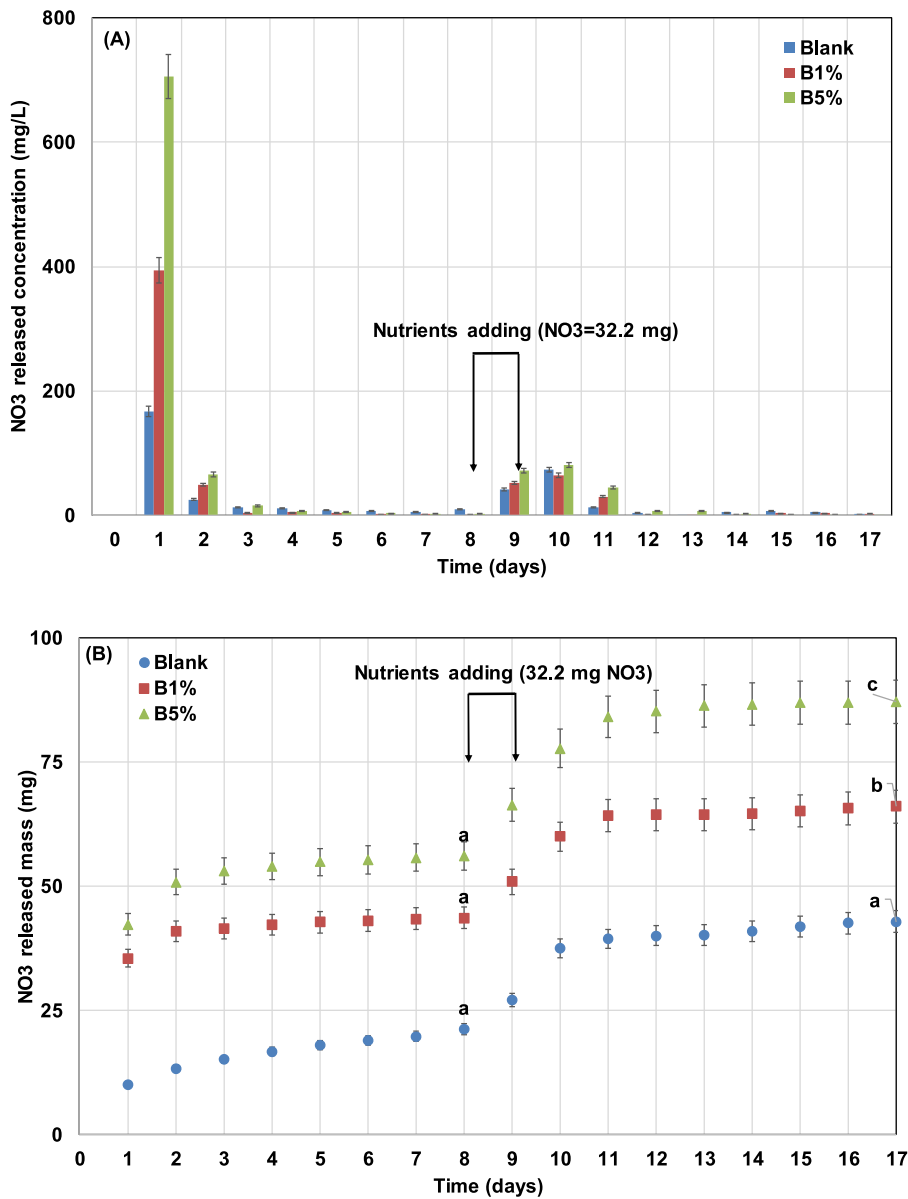 (A)
NO3 released concentration (mg/L)
800
600
400
200
0
Blank
B1%
B5%
Nutrients adding (NO3=32.2 mg)
0 1 2 3 4 5 6 7 8 9 10 11 12 13 14 15 16 17
Time (days)
(B)
NO3 released mass (mg)
100
75
50
25
0
Blank
B1%
B5%
Nutrients adding (32.2 mg NO3)
c
b
a
a
a
a
0 1 2 3 4 5 6 7 8 9 10 11 12 13 14 15 16 17
Time (days)